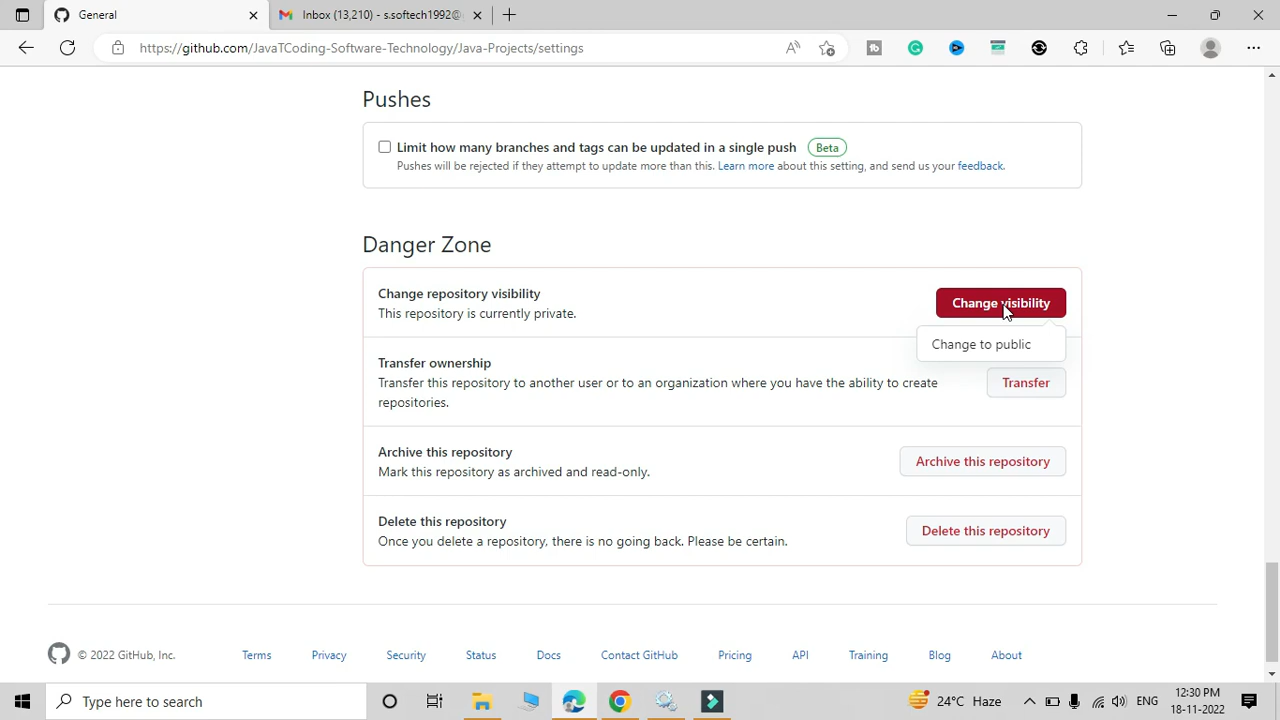 General
Inbox (13,210) - s.softech1992@
https://github.com/JavaTCoding-Software-Technology/Java-Projects/settings
Pushes
Limit how many branches and tags can be updated in a single push Beta
Pushes will be rejected if they attempt to update more than this. Learn more about this setting, and send us your feedback.
Danger Zone
Change repository visibility
This repository is currently private.
Change visibility
Change to public
Transfer ownership
Transfer this repository to another user or to an organization where you have the ability to create
repositories.
Transfer
Archive this repository
Mark this repository as archived and read-only.
Archive this repository
Delete this repository
Once you delete a repository, there is no going back. Please be certain.
Delete this repository
© 2022 GitHub, Inc. Terms Privacy Security Status Docs Contact GitHub Pricing API Training Blog About
Type here to search
24°C Haze
ENG
12:30 PM
18-11-2022